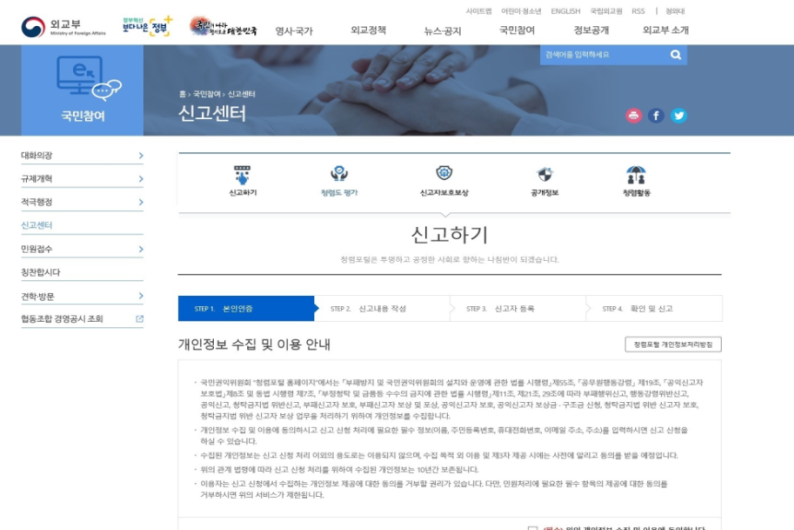 사이트맵 어린이·청소년 ENGLISH 국립외교원 RSS | 청와대
외교부
Ministry of Foreign Affairs
정부혁신
보다나은 정부
대한민국
영사·국가 외교정책 뉴스·공지 국민참여 정보공개 외교부 소개
검색어를 입력하세요
국민참여
홈 › 국민참여 › 신고센터
신고센터
대화의장
규제개혁
적극행정
신고센터
민원접수
칭찬합시다
견학·방문
협동조합 경영공시 조회
신고하기 청렴도 평가 신고자보호보상 공개정보 청렴활동
신고하기
청렴포털은 투명하고 공정한 사회로 향하는 나침반이 되겠습니다.
STEP 1. 본인인증 STEP 2. 신고내용 작성 STEP 3. 신고자 등록 STEP 4. 확인 및 신고
개인정보 수집 및 이용 안내
청렴포털 개인정보처리방침
· 국민권익위원회 "청렴포털 홈페이지"에서는 「부패방지 및 국민권익위원회의 설치와 운영에 관한 법률 시행령」제55조, 「공무원행동강령」 제19조, 「공익신고자
보호법」제8조 및 동법 시행령 제7조, 「부정청탁 및 금품등 수수의 금지에 관한 법률 시행령」제11조, 제21조, 29조에 따라 부패행위신고, 행동강령위반신고,
공익신고, 청탁금지법 위반신고, 부패신고자 보호, 부패신고자 보상 및 포상, 공익신고자 보호, 공익신고자 보상금·구조금 신청, 청탁금지법 위반 신고자 보호,
청탁금지법 위반 신고자 보상 업무를 처리하기 위하여 개인정보를 수집합니다.
· 개인정보 수집 및 이용에 동의하시고 신고 신청 처리에 필요한 필수 정보(이름, 주민등록번호, 휴대전화번호, 이메일 주소, 주소)를 입력하시면 신고 신청을
하실 수 있습니다.
· 수집된 개인정보는 신고 신청 처리 이외의 용도로는 이용되지 않으며, 수집 목적 외 이용 및 제3자 제공 시에는 사전에 알리고 동의를 받을 예정입니다.
· 위의 관계 법령에 따라 신고 신청 처리를 위하여 수집된 개인정보는 10년간 보존됩니다.
· 이용자는 신고 신청에서 수집하는 개인정보 제공에 대한 동의를 거부할 권리가 있습니다. 다만, 민원처리에 필요한 필수 항목의 제공에 대한 동의를
거부하시면 위의 서비스가 제한됩니다.